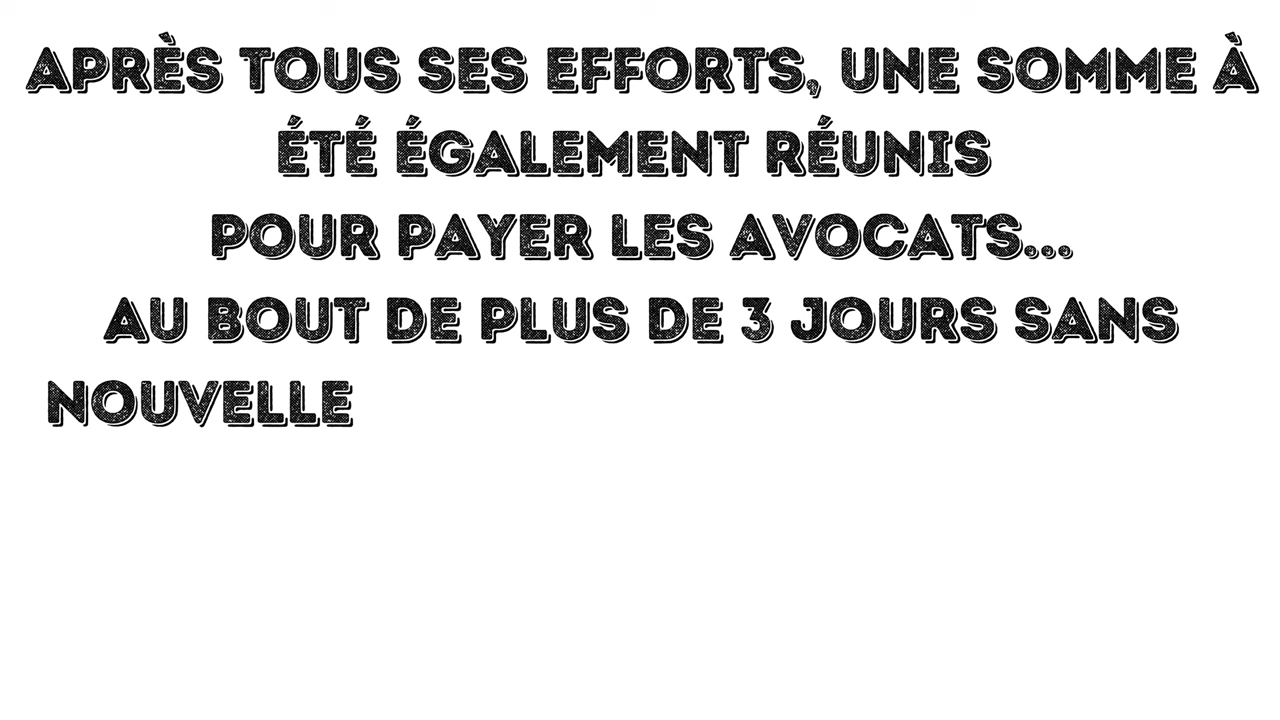 APRÈS TOUS SES EFFORTS, UNE SOMME À
ÉTÉ ÉGALEMENT RÉUNIS
POUR PAYER LES AVOCATS...
AU BOUT DE PLUS DE 3 JOURS SANS
NOUVELLE